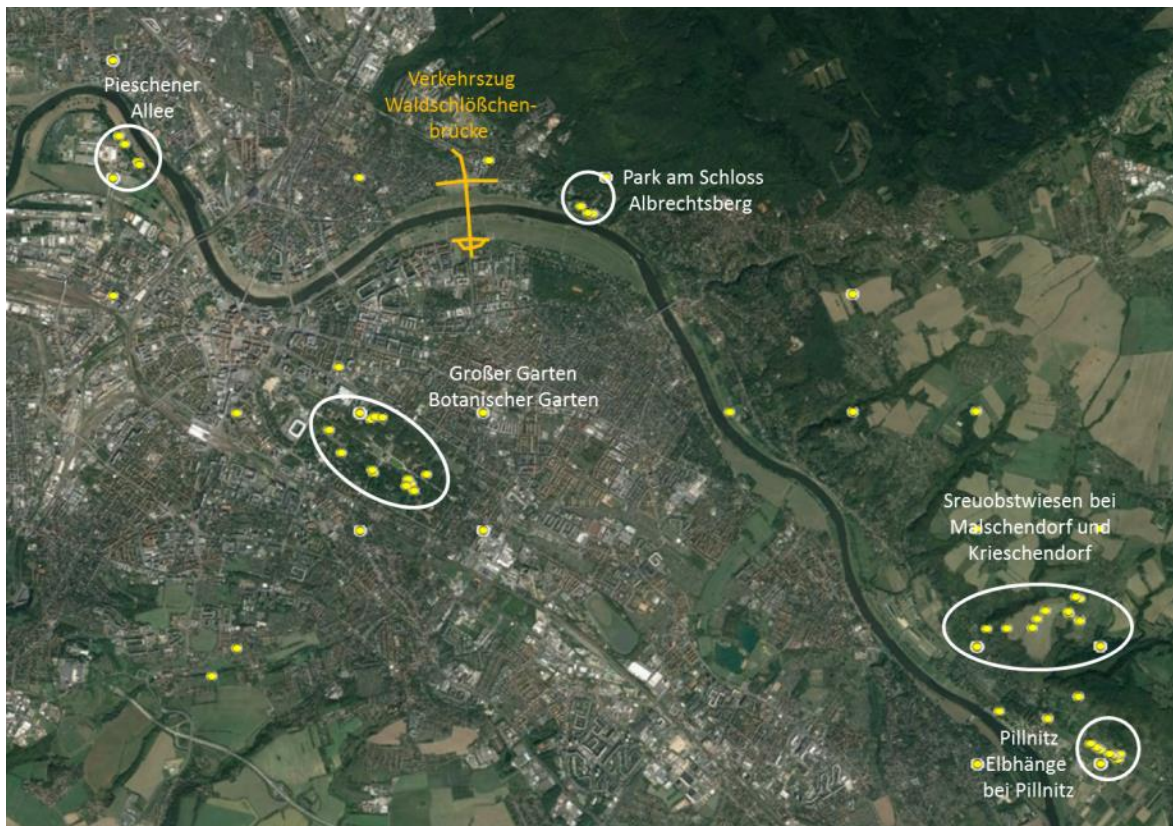 Pieschener
Allee
Verkehrszug
Waldschlößchen-
brücke
Park am Schloss
Albrechtsberg
Großer Garten
Botanischer Garten
Sreuobstwiesen bei
Malschendorf und
Krieschendorf
Pillnitz
Elbhänge
bei Pillnitz